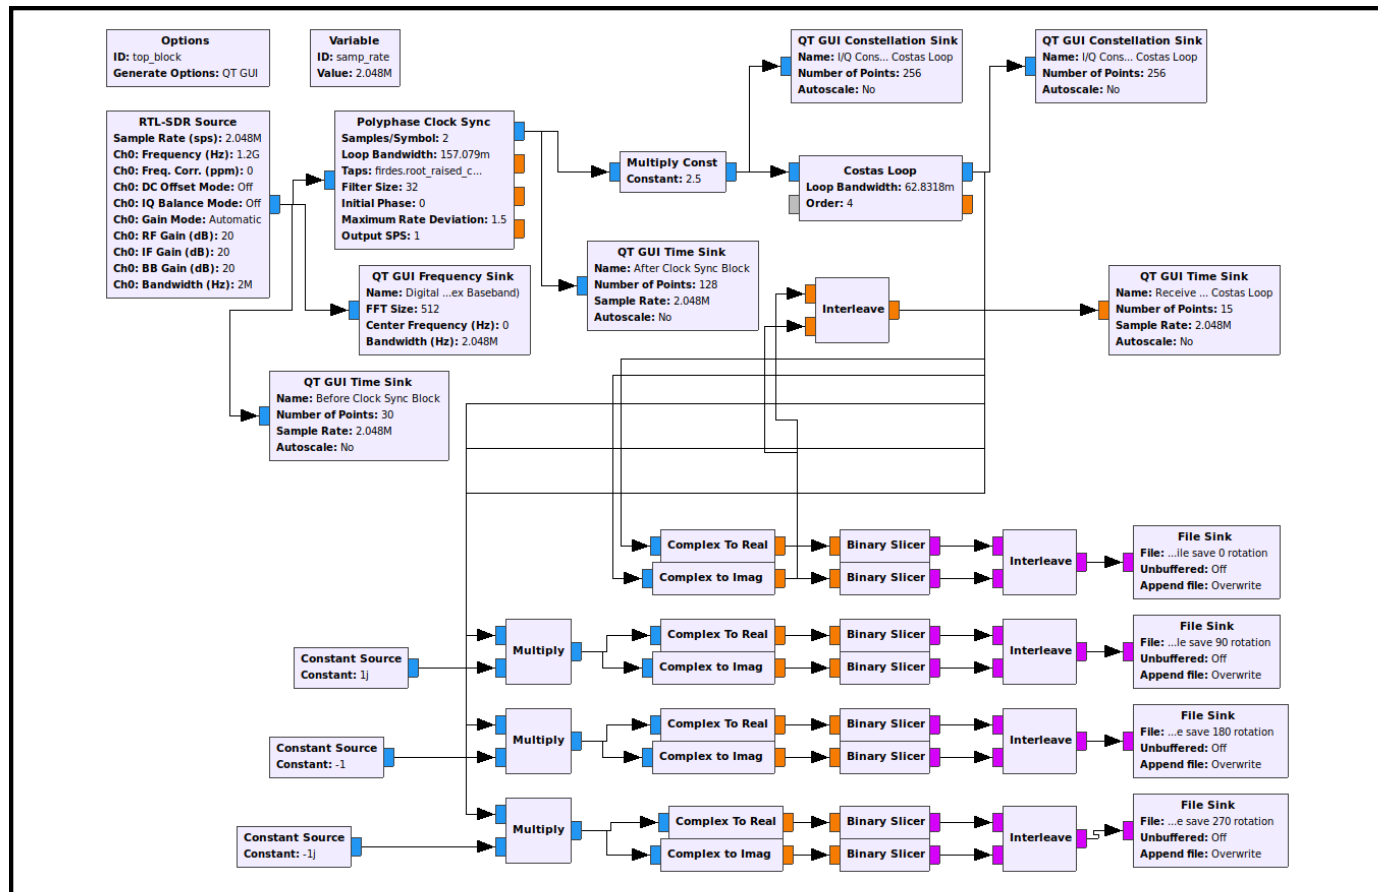 Options
ID: top_block
Generate Options: QT GUI
Variable
ID: samp_rate
Value: 2.048M
QT GUI Constellation Sink
Name: I/Q Cons... Costas Loop
Number of Points: 256
Autoscale: No
QT GUI Constellation Sink
Name: I/Q Cons... Costas Loop
Number of Points: 256
Autoscale: No
RTL-SDR Source
Sample Rate (sps): 2.048M
Ch0: Frequency (Hz): 1.2G
Ch0: Freq. Corr. (ppm): 0
Ch0: DC Offset Mode: Off
Ch0: IQ Balance Mode: Off
Ch0: Gain Mode: Automatic
Ch0: RF Gain (dB): 20
Ch0: IF Gain (dB): 20
Ch0: BB Gain (dB): 20
Ch0: Bandwidth (Hz): 2M
Polyphase Clock Sync
Samples/Symbol: 2
Loop Bandwidth: 157.079m
Taps: firdes.root_raised_c...
Filter Size: 32
Initial Phase: 0
Maximum Rate Deviation: 1.5
Output SPS: 1
Multiply Const
Constant: 2.5
Costas Loop
Loop Bandwidth: 62.8318m
Order: 4
QT GUI Time Sink
Name: After Clock Sync Block
Number of Points: 128
Sample Rate: 2.048M
Autoscale: No
QT GUI Frequency Sink
Name: Digital ...ex Baseband)
FFT Size: 512
Center Frequency (Hz): 0
Bandwidth (Hz): 2.048M
Interleave
QT GUI Time Sink
Name: Receive ... Costas Loop
Number of Points: 15
Sample Rate: 2.048M
Autoscale: No
QT GUI Time Sink
Name: Before Clock Sync Block
Number of Points: 30
Sample Rate: 2.048M
Autoscale: No
Complex To Real
Binary Slicer
Complex to Imag
Binary Slicer
Interleave
File Sink
File: ...ile save 0 rotation
Unbuffered: Off
Append file: Overwrite
Constant Source
Constant: 1j
Multiply
Complex To Real
Binary Slicer
Complex to Imag
Binary Slicer
Interleave
File Sink
File: ...le save 90 rotation
Unbuffered: Off
Append file: Overwrite
Constant Source
Constant: -1
Multiply
Complex To Real
Binary Slicer
Complex to Imag
Binary Slicer
Interleave
File Sink
File: ...e save 180 rotation
Unbuffered: Off
Append file: Overwrite
Constant Source
Constant: -1j
Multiply
Complex To Real
Binary Slicer
Complex to Imag
Binary Slicer
Interleave
File Sink
File: ...e save 270 rotation
Unbuffered: Off
Append file: Overwrite